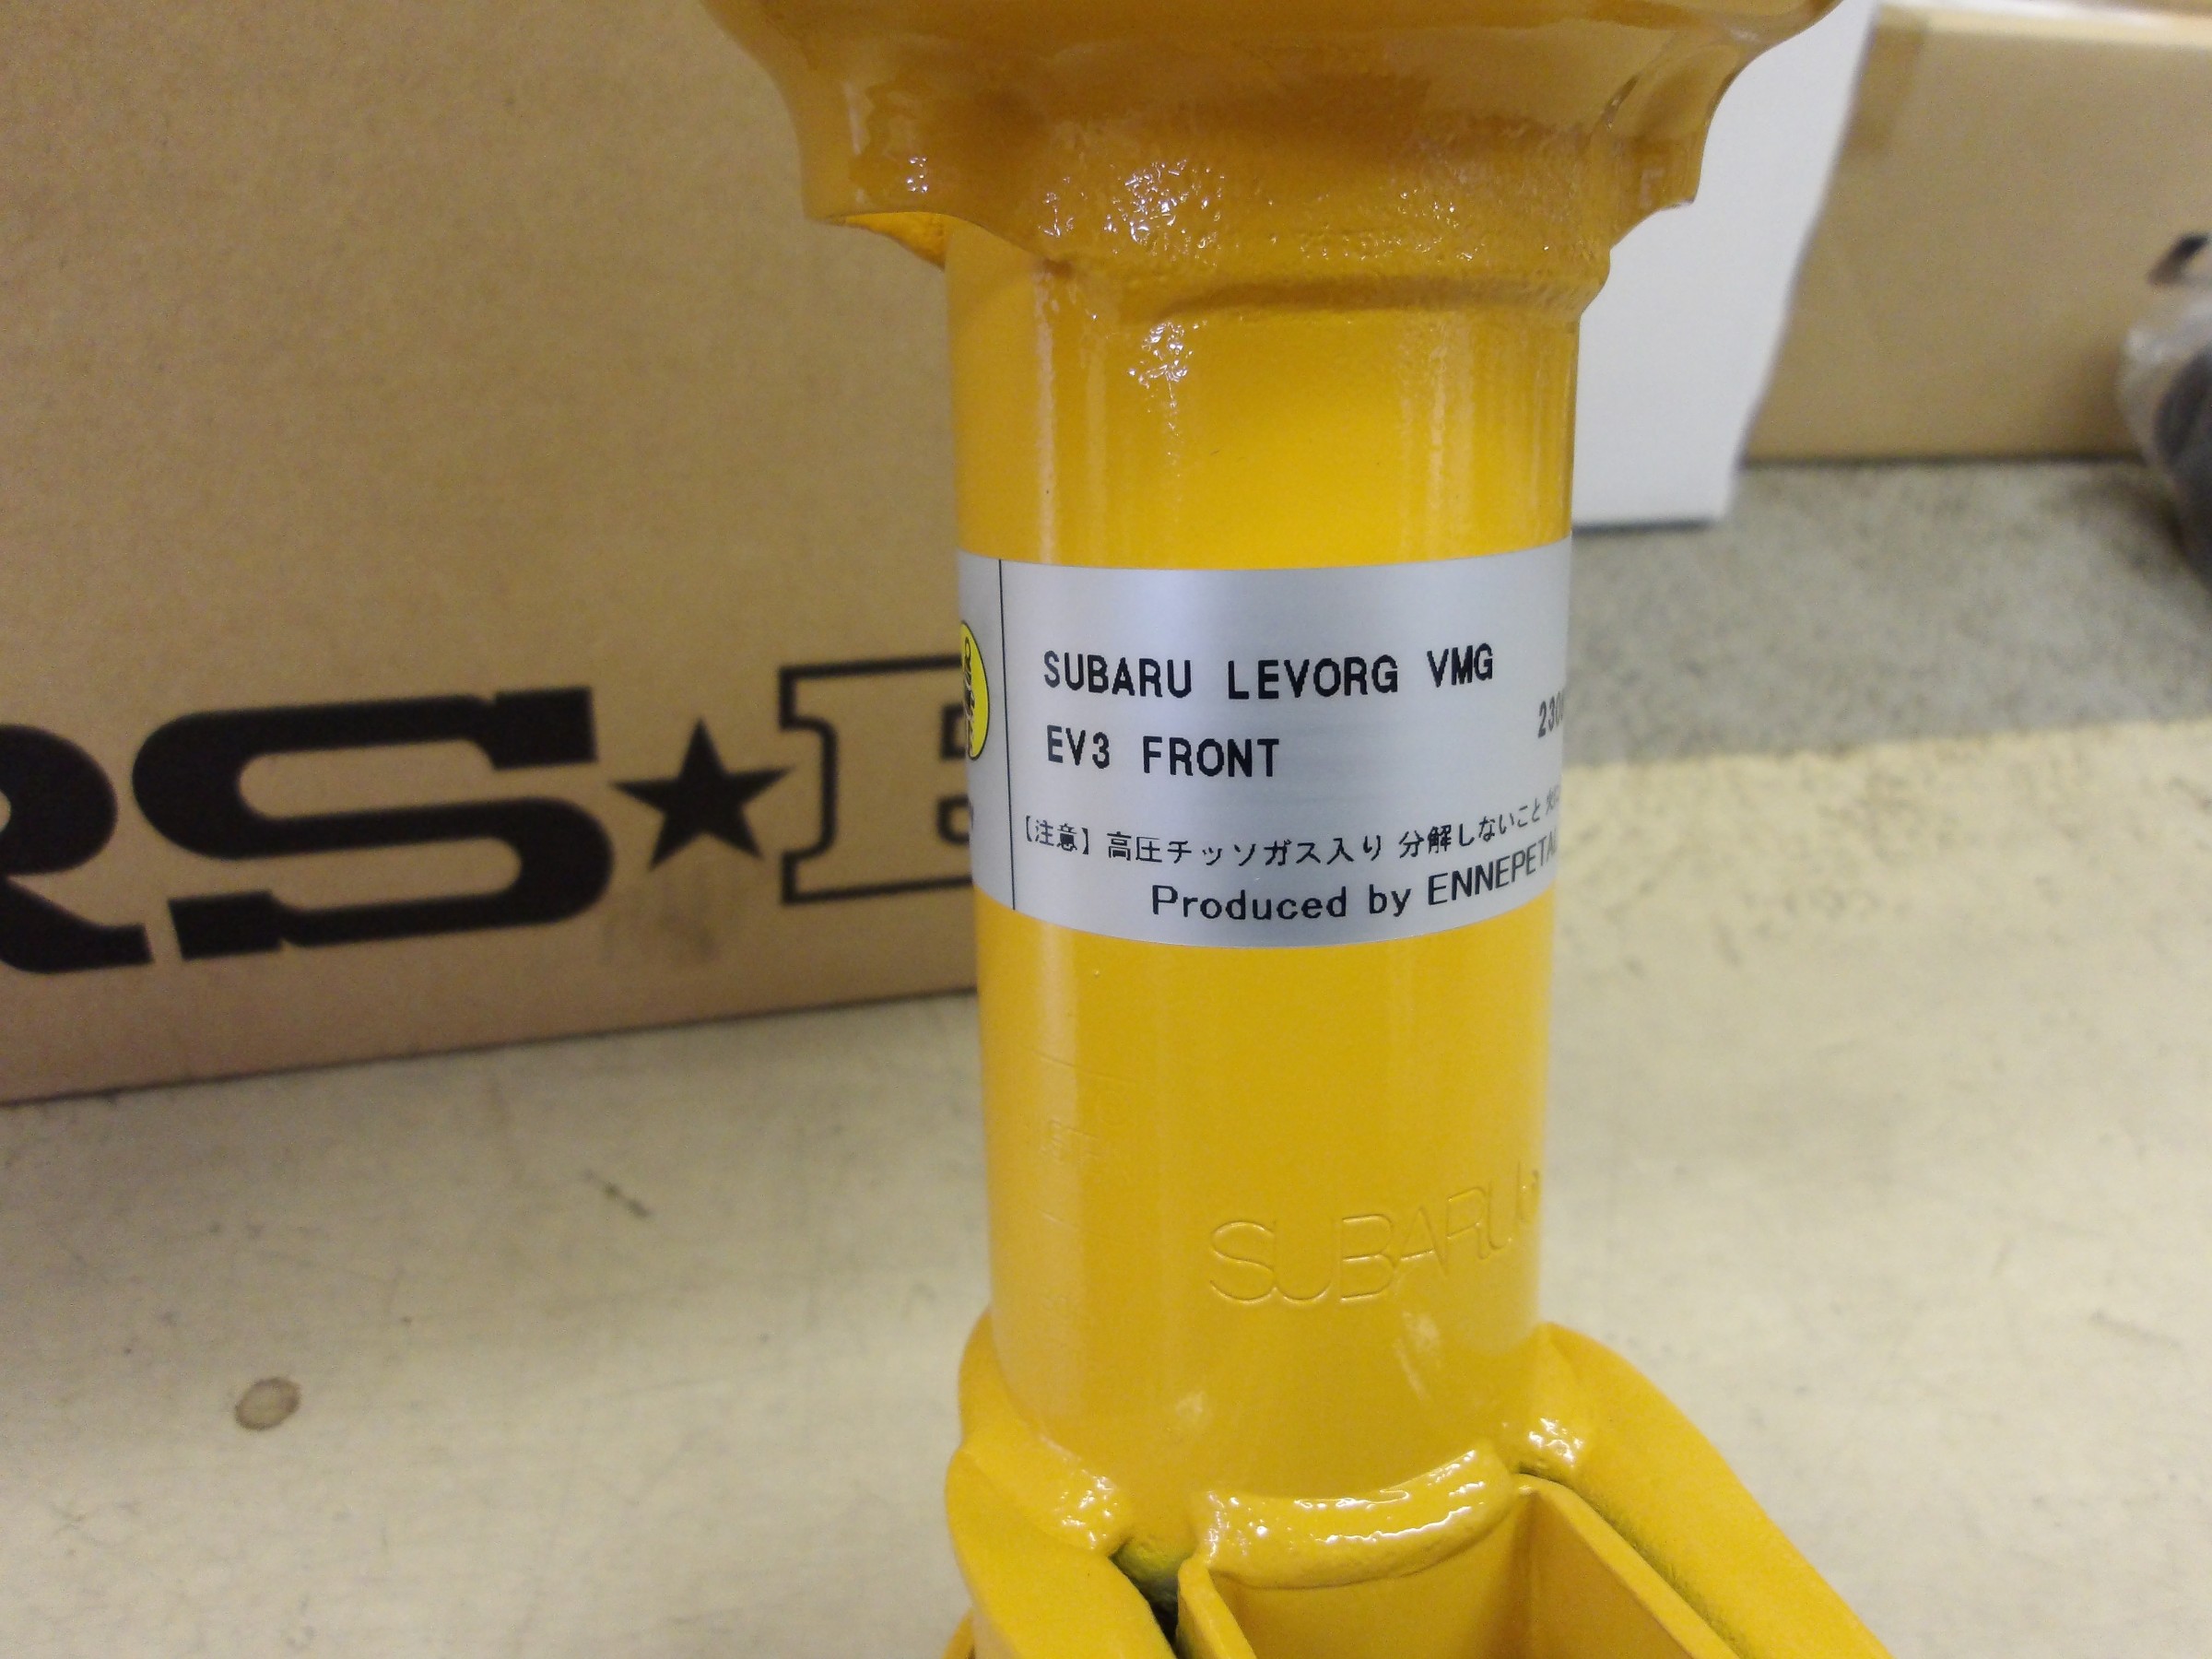 RS★
SUBARU LEVORG VMG
EV3 FRONT
230
【注意】高圧チッソガス入り 分解しないこと
Produced by ENNEPETAL
SUBARU